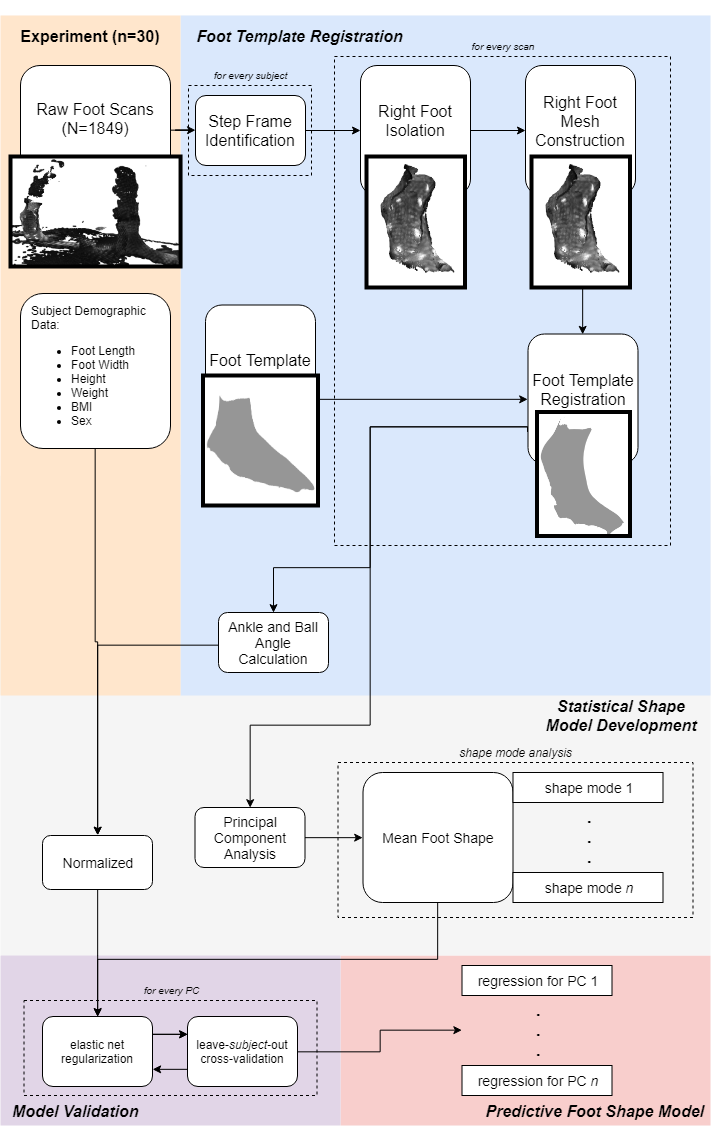 Experiment (n=30)
Foot Template Registration
for every scan
for every subject
Raw Foot Scans
(N=1849)
Step Frame
Identification
Right Foot
Isolation
Right Foot
Mesh
Construction
Subject Demographic
Data:
• Foot Length
• Foot Width
• Height
• Weight
• BMI
• Sex
Foot Template
Foot Template
Registration
Ankle and Ball
Angle
Calculation
Statistical Shape
Model Development
shape mode analysis
Principal
Component
Analysis
Mean Foot Shape
shape mode 1
.
.
.
shape mode n
Normalized
for every PC
elastic net
regularization
leave-subject-out
cross-validation
Model Validation
regression for PC 1
.
.
.
regression for PC n
Predictive Foot Shape Model